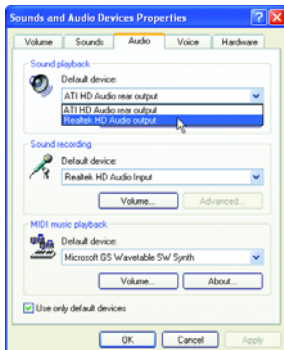 Sounds and Audio Devices Properties
Volume Sounds Audio Voice Hardware
Sound playback
Default device:
ATI HD Audio rear output
ATI HD Audio rear output
Realtek HD Audio output
Sound recording
Default device:
Realtek HD Audio Input
Volume... Advanced...
MIDI music playback
Default device:
Microsoft GS Wavetable SW Synth
Volume... About...
Use only default devices
OK Cancel Apply